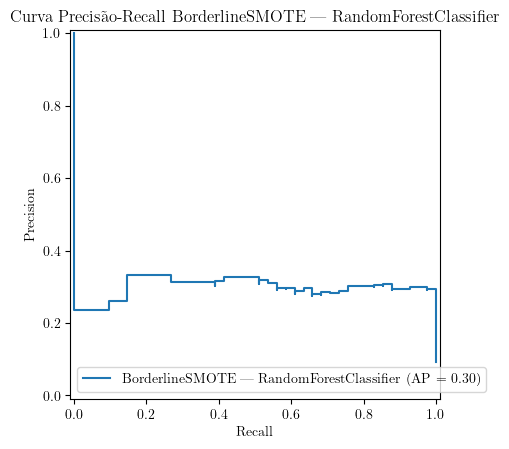 Curva Precisão-Recall BorderlineSMOTE — RandomForestClassifier
1.0
0.8
0.6
0.4
0.2
0.0
Precision
BorderlineSMOTE — RandomForestClassifier (AP = 0.30)
0.0 0.2 0.4 0.6 0.8 1.0
Recall